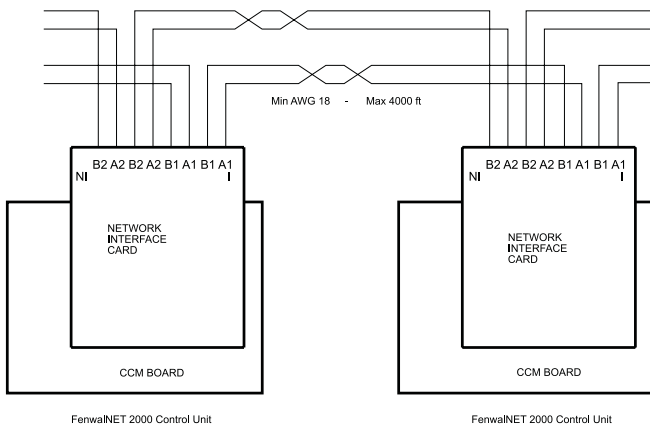 Min AWG 18 - Max 4000 ft
B2 A2 B2 A2 B1 A1 B1 A1
NI I
NETWORK
INTERFACE
CARD
CCM BOARD
FenwalNET 2000 Control Unit
B2 A2 B2 A2 B1 A1 B1 A1
NI I
NETWORK
INTERFACE
CARD
CCM BOARD
FenwalNET 2000 Control Unit